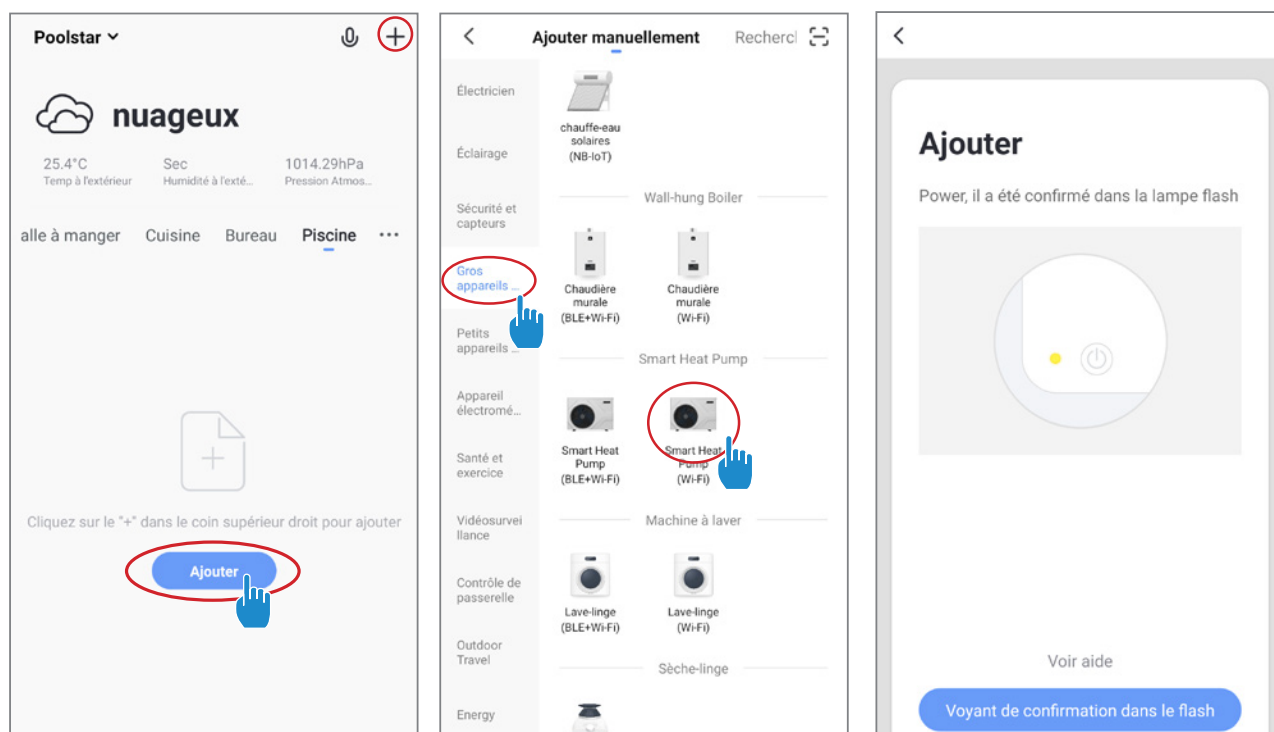 Poolstar
nuageux
25.4°C Sec 1014.29hPa
Temp à l'extérieur Humidité à l'exté... Pression Atmos...
alle à manger Cuisine Bureau Piscine ...
Cliquez sur le "+" dans le coin supérieur droit pour ajouter
Ajouter
Ajouter manuellement Rechercl
Électricien
Éclairage
Sécurité et
capteurs
Gros
appareils ...
Petits
appareils ...
Appareil
électromé...
Santé et
exercice
Vidéosurvei
llance
Contrôle de
passerelle
Outdoor
Travel
Energy
chauffe-eau
solaires
(NB-IoT)
Wall-hung Boiler
Chaudière
murale
(BLE+Wi-Fi)
Chaudière
murale
(Wi-Fi)
Smart Heat Pump
Smart Heat
Pump
(BLE+Wi-Fi)
Smart Heat
Pump
(Wi-Fi)
Machine à laver
Lave-linge
(BLE+Wi-Fi)
Lave-linge
(Wi-Fi)
Sèche-linge
Ajouter
Power, il a été confirmé dans la lampe flash
Voir aide
Voyant de confirmation dans le flash